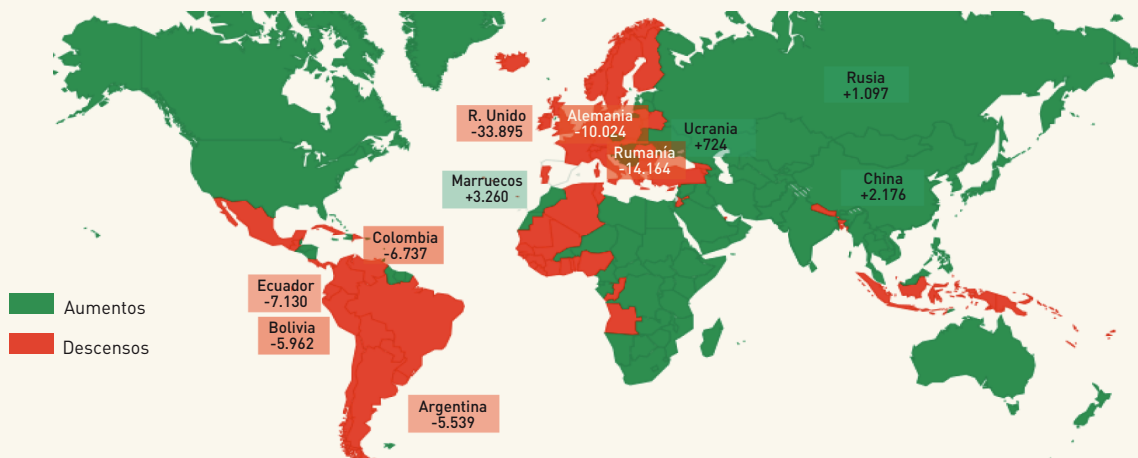 Rusia
+1.097
R. Unido
-33.895
Alemania
-10.024
Ucrania
+724
Rumanía
-14.164
Marruecos
+3.260
China
+2.176
Colombia
-6.737
Ecuador
-7.130
Bolivia
-5.962
Aumentos
Descensos
Argentina
-5.539